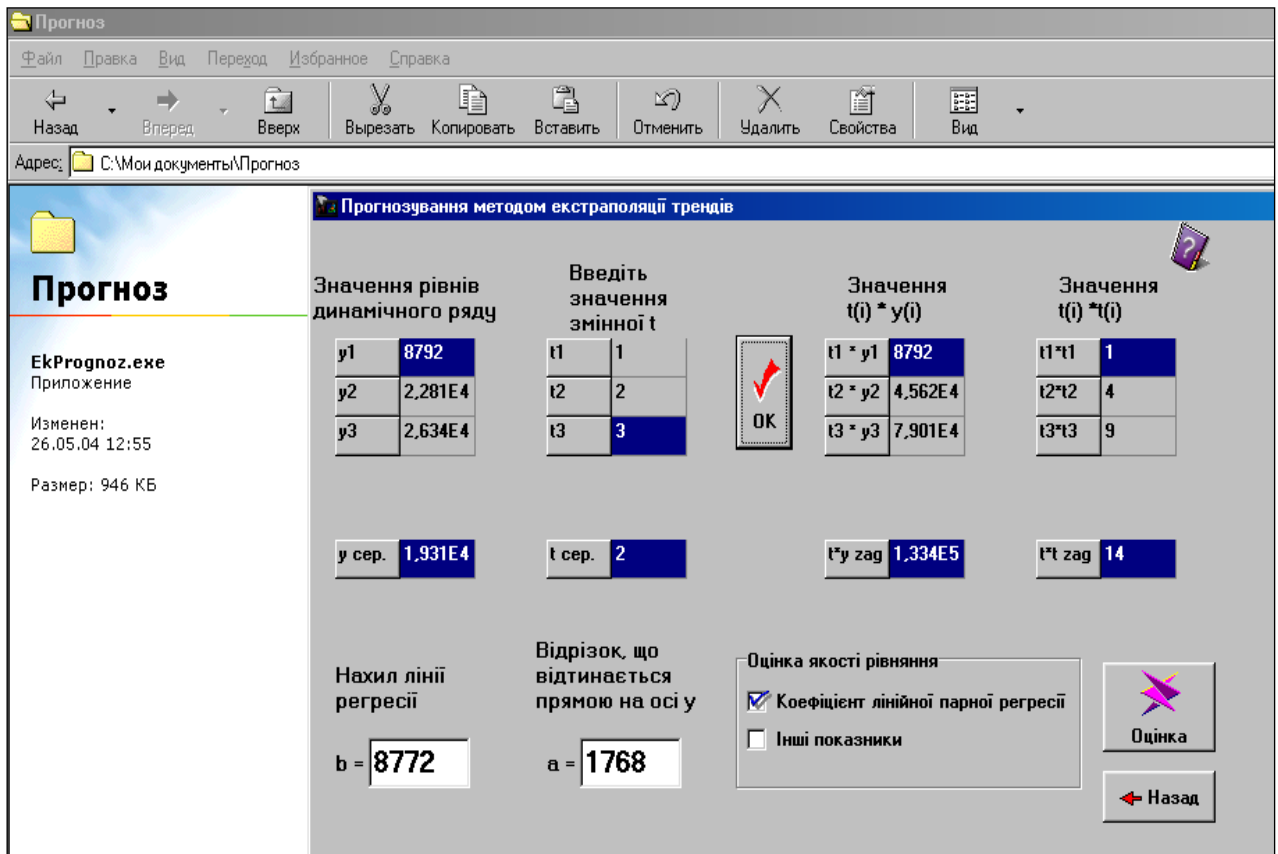 Прогноз
Файл Правка Вид Переход Избранное Справка
Назад Вперед Вверх Вырезать Копировать Вставить Отменить Удалить Свойства Вид
Адрес: C:\Мои документы\Прогноз
Прогноз
EkPrognoz.exe
Приложение
Изменен:
26.05.04 12:55
Размер: 946 КБ
Прогнозування методом екстраполяції трендів
Значення рівнів
динамічного ряду
y1 8792
y2 2,281E4
y3 2,634E4
y сер. 1,931E4
Введіть
значення
змінної t
t1 1
t2 2
t3 3
t сер. 2
OK
Значення
t(i) * y(i)
t1 * y1 8792
t2 * y2 4,562E4
t3 * y3 7,901E4
t*y zag 1,334E5
Значення
t(i) *t(i)
t1*t1 1
t2*t2 4
t3*t3 9
t*t zag 14
Нахил лінії
регресії
b = 8772
Відрізок, що
відтинається
прямою на осі y
a = 1768
Оцінка якості рівняння
Коефіцієнт лінійної парної регресії
Інші показники
Оцінка
Назад